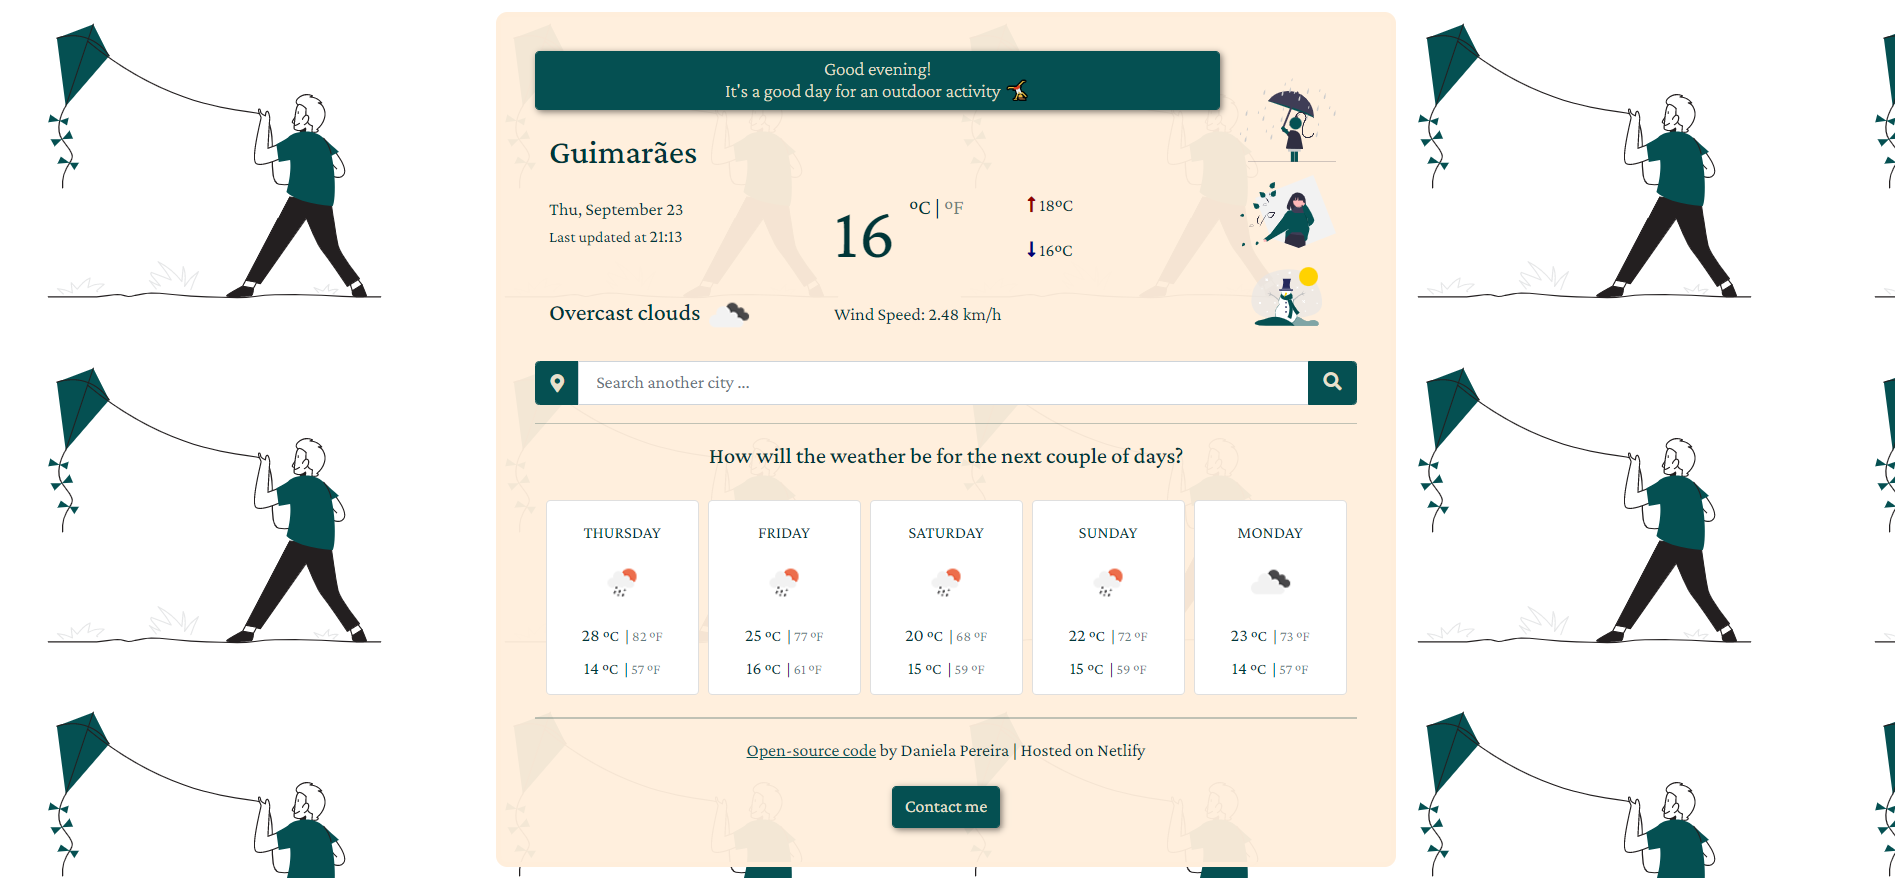 Good evening!
It's a good day for an outdoor activity
Guimarães
Thu, September 23
Last updated at 21:13
16 ºC | ºF
18ºC
16ºC
Overcast clouds
Wind Speed: 2.48 km/h
Search another city ...
How will the weather be for the next couple of days?
THURSDAY
28 ºC | 82 ºF
14 ºC | 57 ºF
FRIDAY
25 ºC | 77 ºF
16 ºC | 61 ºF
SATURDAY
20 ºC | 68 ºF
15 ºC | 59 ºF
SUNDAY
22 ºC | 72 ºF
15 ºC | 59 ºF
MONDAY
23 ºC | 73 ºF
14 ºC | 57 ºF
Open-source code by Daniela Pereira | Hosted on Netlify
Contact me